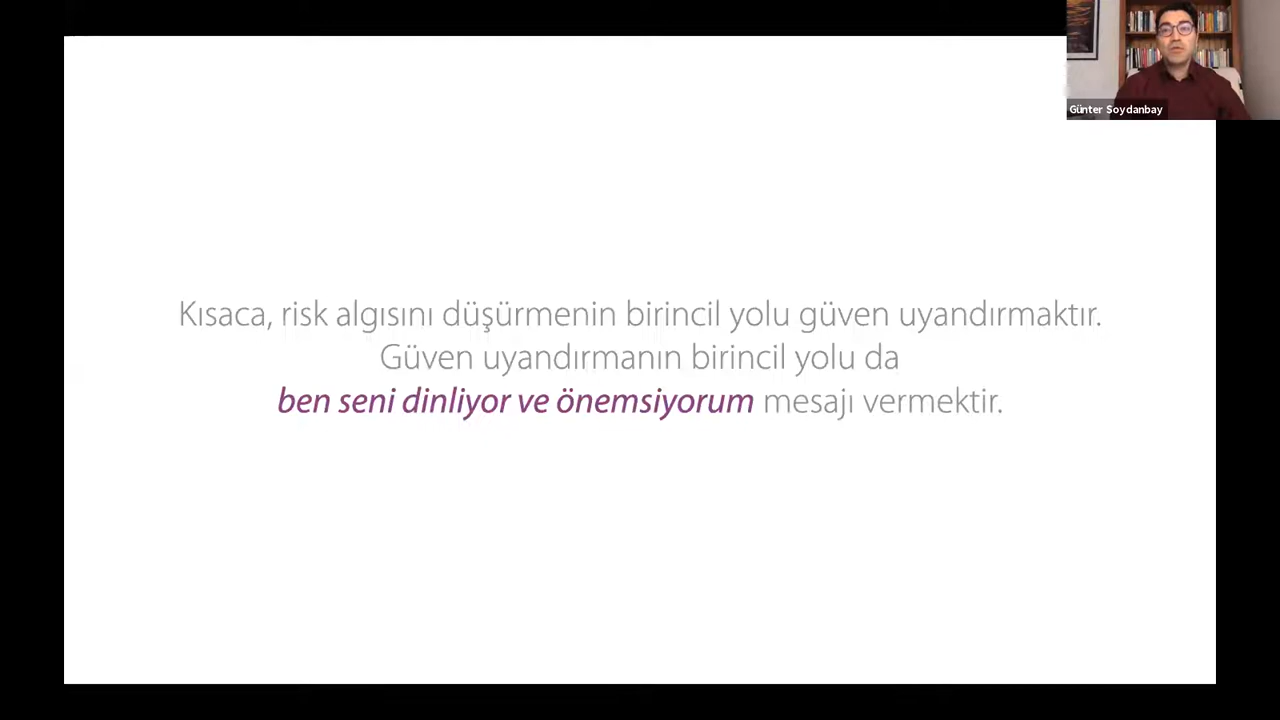 Günter Soydanbay
Kısaca, risk algısını düşürmenin birincil yolu güven uyandırmaktır.
Güven uyandırmanın birincil yolu da
ben seni dinliyor ve önemsiyorum mesajı vermektir.